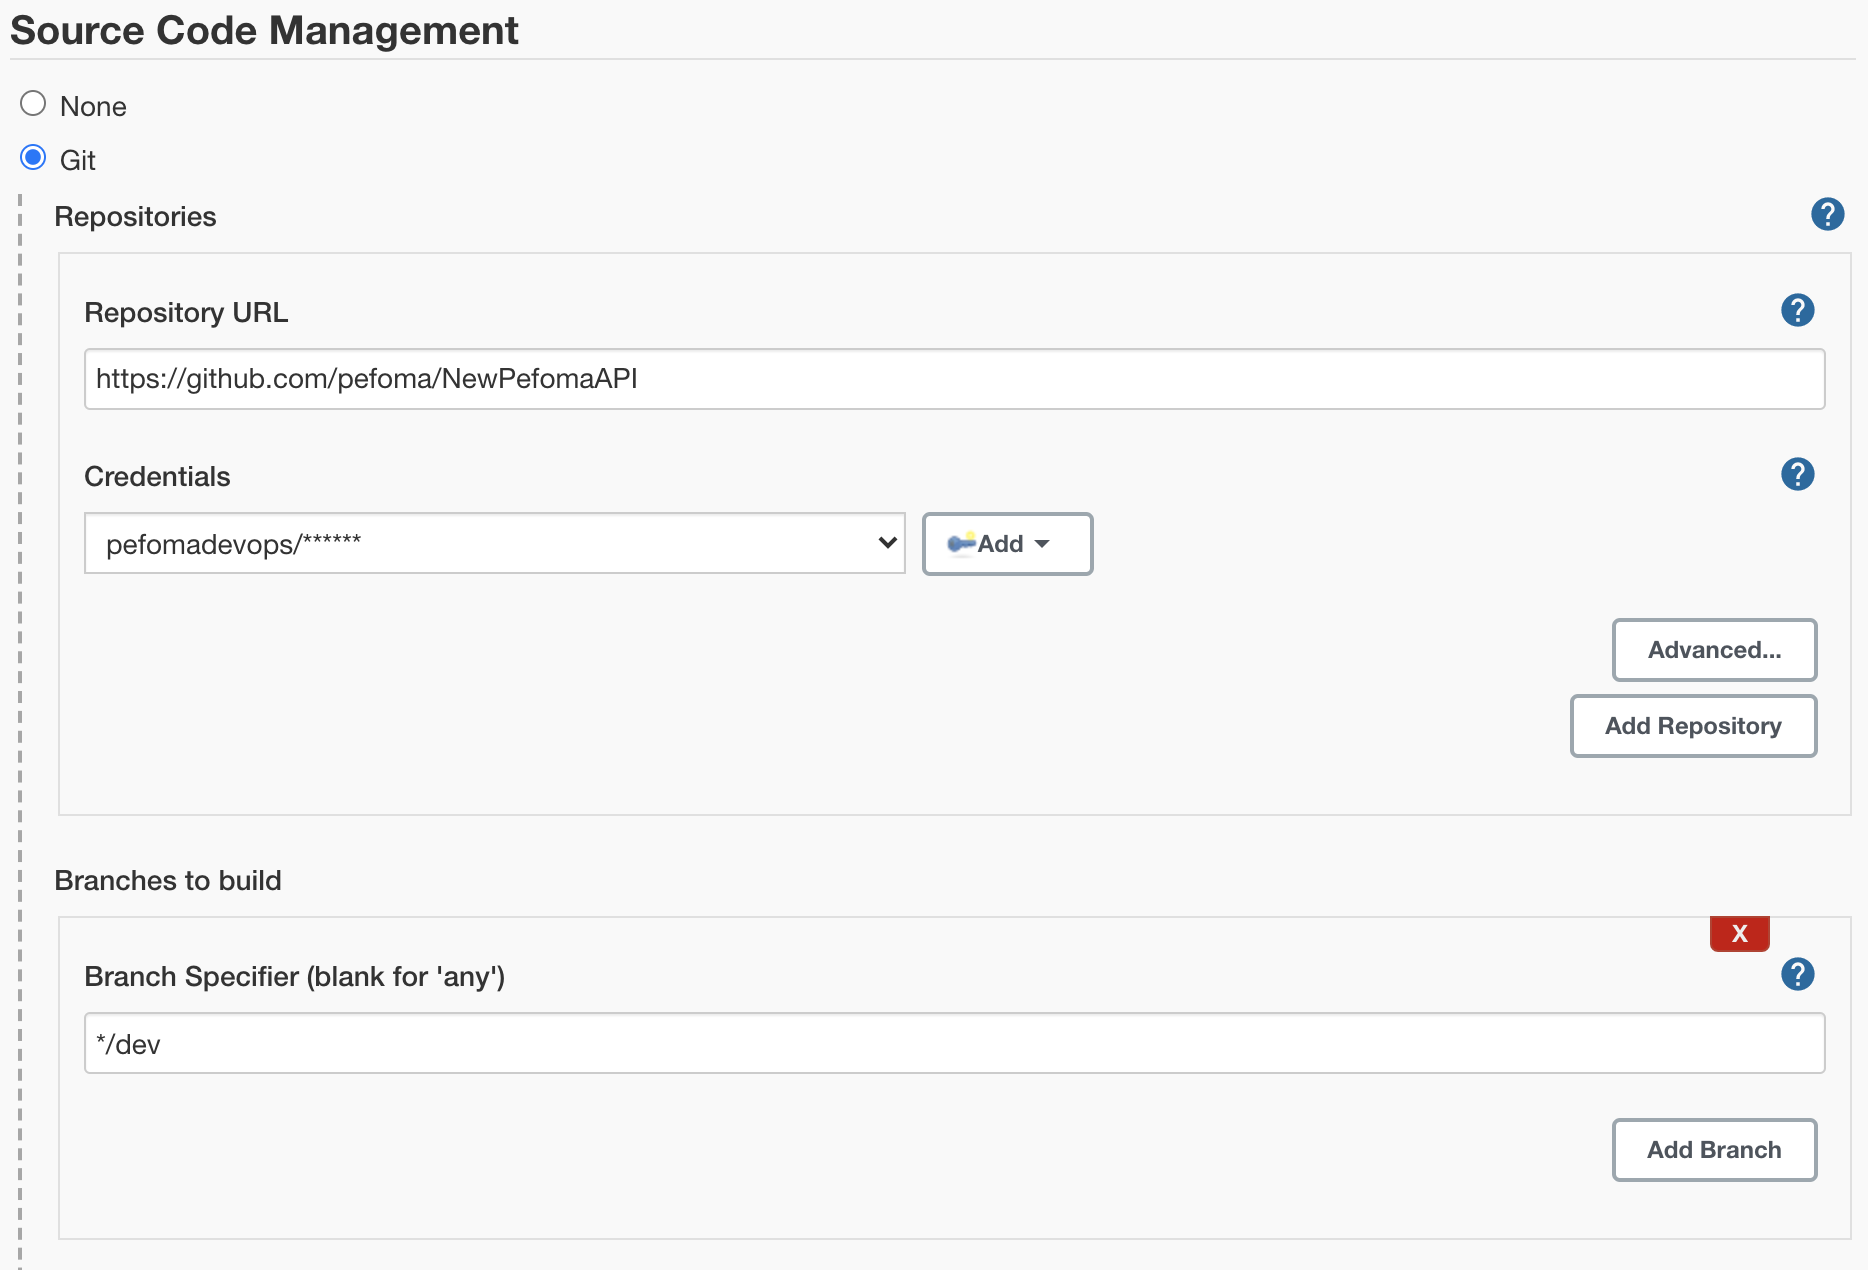 Source Code Management
None
Git
Repositories
?
Repository URL
?
https://github.com/pefoma/NewPefomaAPI
Credentials
?
pefomadevops/******
Add
Advanced...
Add Repository
Branches to build
X
Branch Specifier (blank for 'any')
?
*/dev
Add Branch